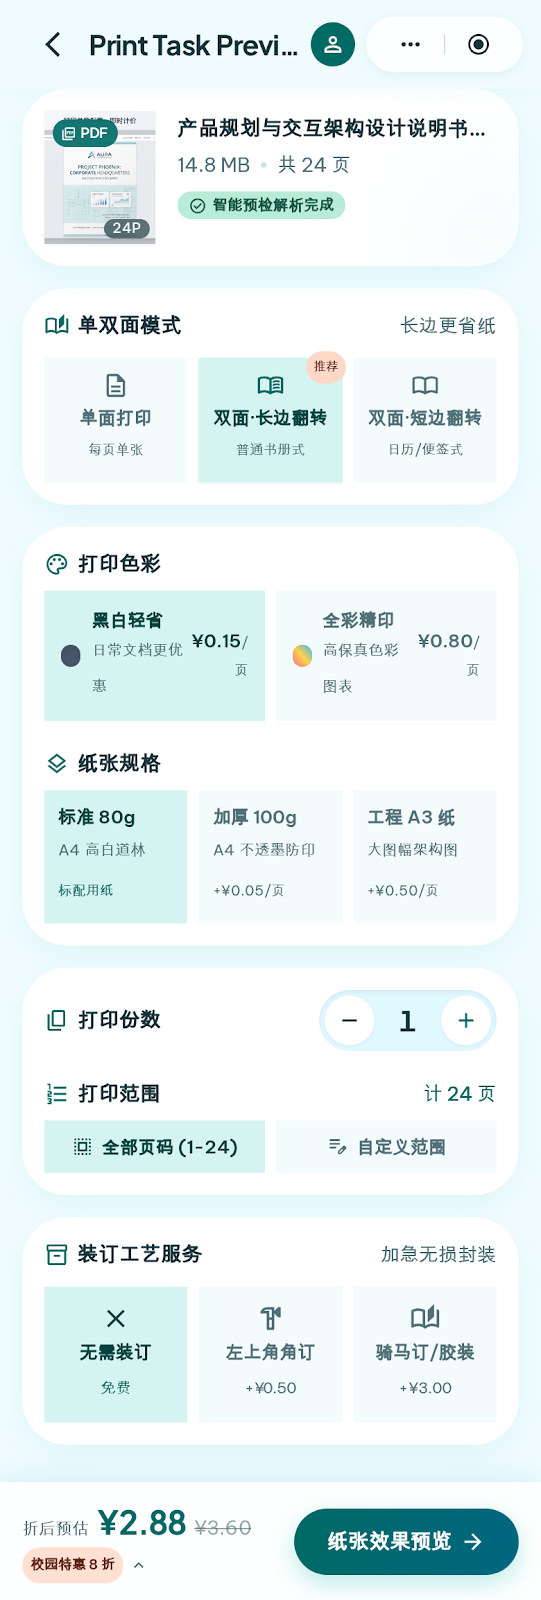 Print Task Previ...
PDF
AURA
PROJECT PHOENIX:
CORPORATE HEADQUARTERS
24P
产品规划与交互架构设计说明书...
14.8 MB • 共 24 页
智能预检解析完成
单双面模式
长边更省纸
推荐
单面打印
每页单张
双面·长边翻转
普通书册式
双面·短边翻转
日历/便签式
打印色彩
黑白轻省
日常文档更优
惠
¥0.15/
页
全彩精印
高保真色彩
图表
¥0.80/
页
纸张规格
标准 80g
A4 高白道林
标配用纸
加厚 100g
A4 不透墨防印
+¥0.05/页
工程 A3 纸
大图幅架构图
+¥0.50/页
打印份数
1
打印范围
计 24 页
全部页码 (1-24)
自定义范围
装订工艺服务
加急无损封装
无需装订
免费
左上角角订
+¥0.50
骑马订/胶装
+¥3.00
折后预估 ¥2.88 ¥3.60
校园特惠 8 折
纸张效果预览